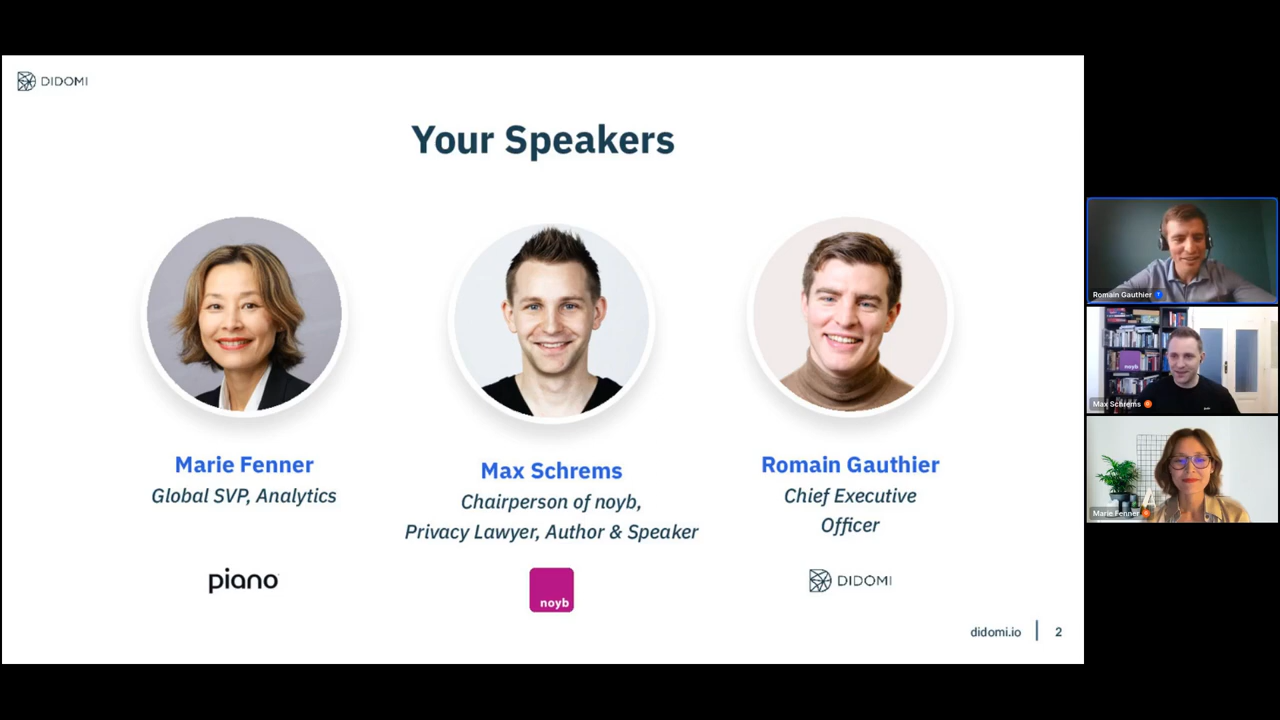 DIDOMI
Your Speakers
Marie Fenner
Global SVP, Analytics
piano
Max Schrems
Chairperson of noyb,
Privacy Lawyer, Author & Speaker
noyb
Romain Gauthier
Chief Executive
Officer
DIDOMI
didomi.io | 2
Romain Gauthier
noyb
Max Schrems
Marie Fenner